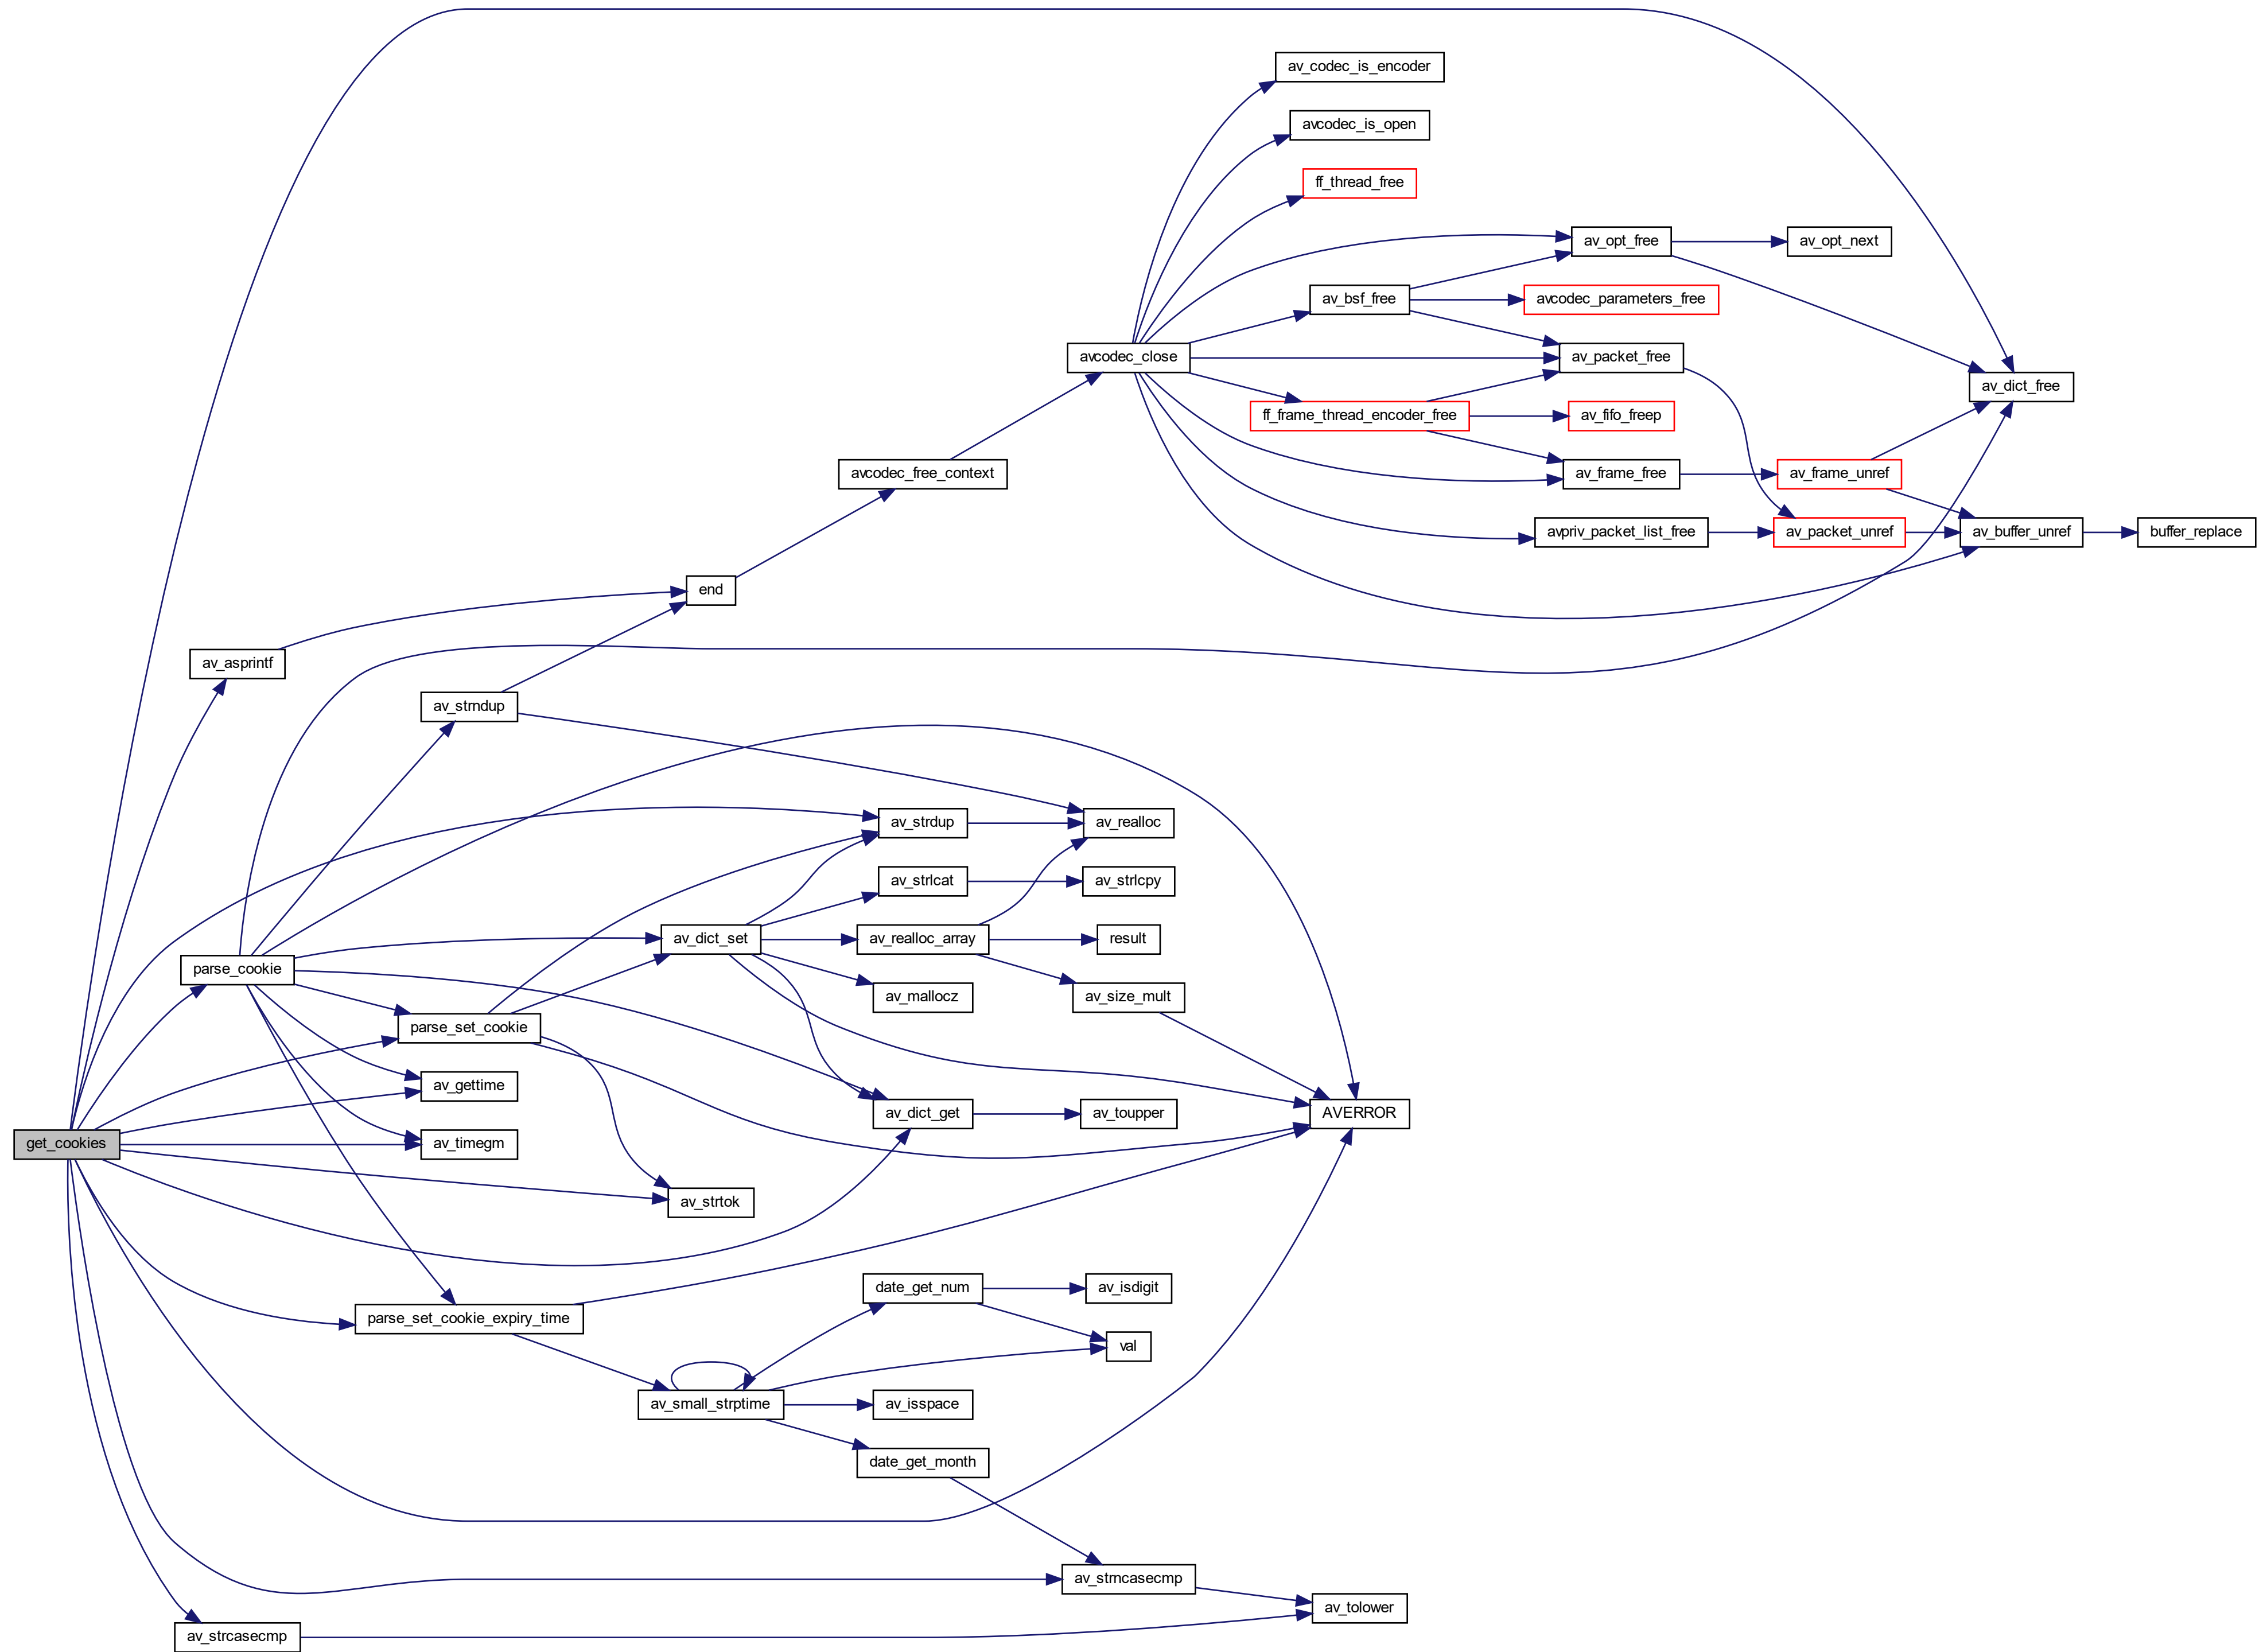 av_codec_is_encoder
avcodec_is_open
ff_thread_free
av_opt_free
av_opt_next
av_bsf_free
avcodec_parameters_free
avcodec_close
av_packet_free
av_dict_free
ff_frame_thread_encoder_free
av_fifo_freep
avcodec_free_context
av_frame_free
av_frame_unref
avpriv_packet_list_free
av_packet_unref
av_buffer_unref
buffer_replace
end
av_asprintf
av_strndup
av_strdup
av_realloc
av_strlcat
av_strlcpy
av_dict_set
av_realloc_array
result
parse_cookie
av_mallocz
av_size_mult
parse_set_cookie
av_gettime
av_dict_get
av_toupper
AVERROR
get_cookies
av_timegm
av_strtok
date_get_num
av_isdigit
parse_set_cookie_expiry_time
val
av_small_strptime
av_isspace
date_get_month
av_strncasecmp
av_tolower
av_strcasecmp